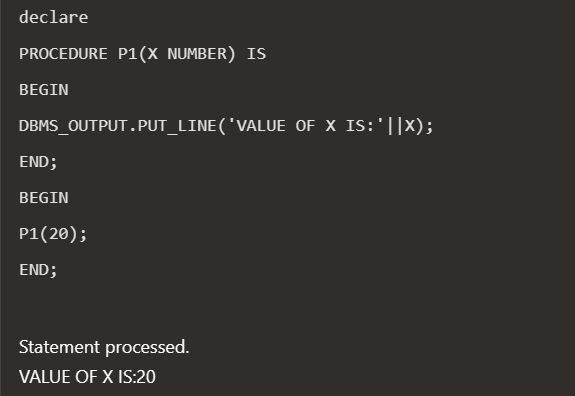 declare
PROCEDURE P1(X NUMBER) IS
BEGIN
DBMS_OUTPUT.PUT_LINE('VALUE OF X IS:'||X);
END;
BEGIN
P1(20);
END;
Statement processed.
VALUE OF X IS:20